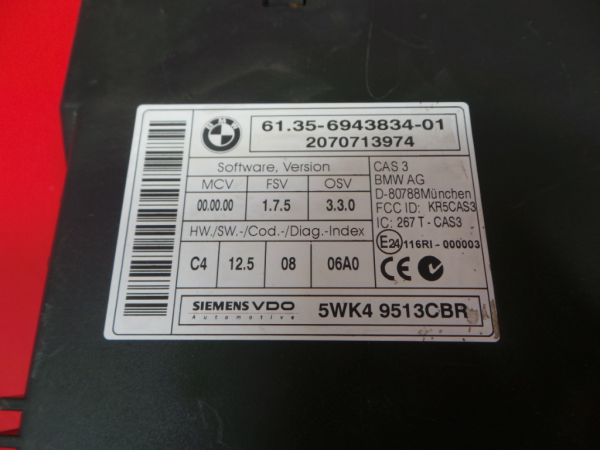 BMW
61.35-6943834-01
2070713974
Software, Version
MCV FSV OSV
00.00.00 1.7.5 3.3.0
HW./SW.-/Cod.-/Diag.-Index
C4 12.5 08 06A0
CAS 3
BMW AG
D-80788München
FCC ID: KR5CAS3
IC: 267 T - CAS3
E24 116RI - 000003
CE
SIEMENS VDO
Automotive
5WK4 9513CBR